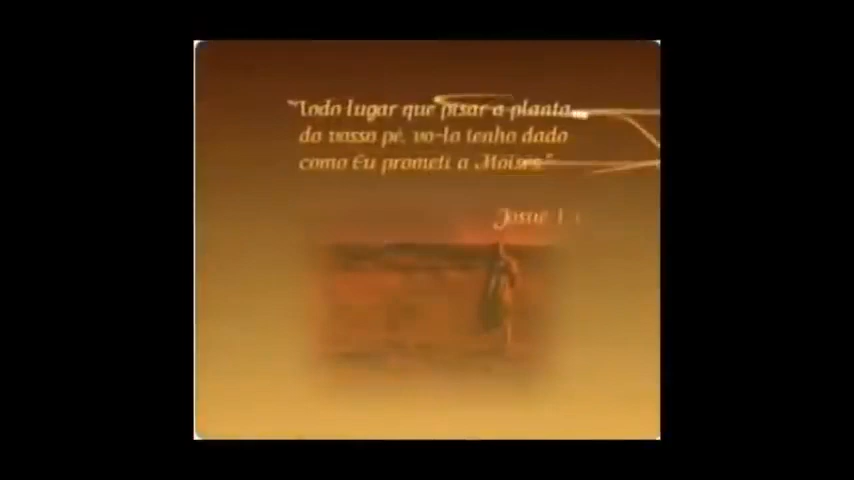 "Todo lugar que pisar a planta
do vosso pé, vo-lo tenho dado
como Eu prometi a Moisés"
Josué 1